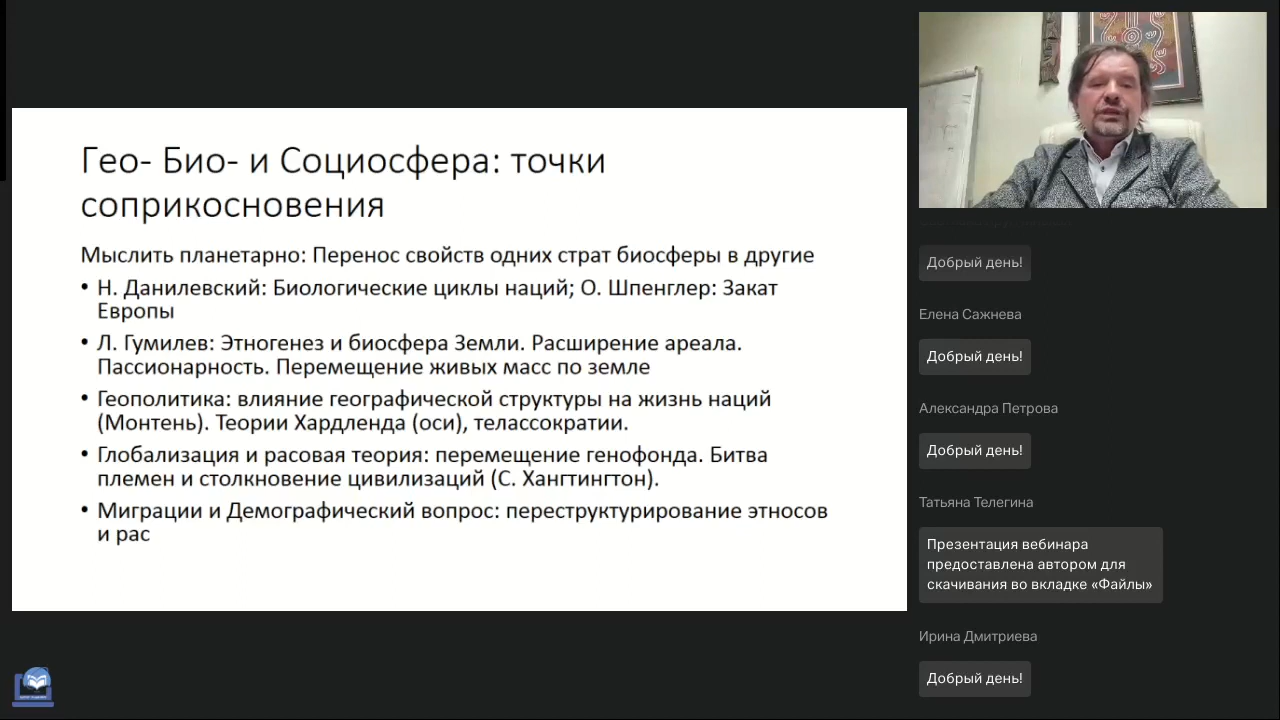 Гео- Био- и Социосфера: точки
соприкосновения
Мыслить планетарно: Перенос свойств одних страт биосферы в другие
• Н. Данилевский: Биологические циклы наций; О. Шпенглер: Закат
Европы
• Л. Гумилев: Этногенез и биосфера Земли. Расширение ареала.
Пассионарность. Перемещение живых масс по земле
• Геополитика: влияние географической структуры на жизнь наций
(Монтень). Теории Хардленда (оси), телассократии.
• Глобализация и расовая теория: перемещение генофонда. Битва
племен и столкновение цивилизаций (С. Хангтингтон).
• Миграции и Демографический вопрос: переструктурирование этносов
и рас
Добрый день!
Елена Сажнева
Добрый день!
Александра Петрова
Добрый день!
Татьяна Телегина
Презентация вебинара
предоставлена автором для
скачивания во вкладке «Файлы»
Ирина Дмитриева
Добрый день!